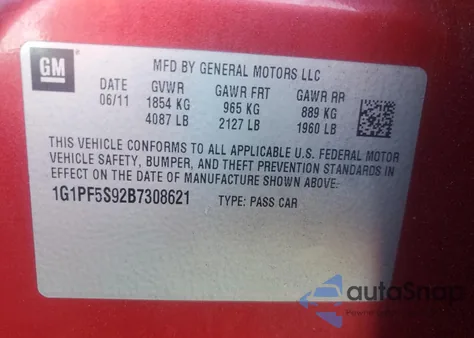 GM
MFD BY GENERAL MOTORS LLC
DATE GVWR GAWR FRT GAWR RR
06/11 1854 KG 965 KG 889 KG
4087 LB 2127 LB 1960 LB
THIS VEHICLE CONFORMS TO ALL APPLICABLE U.S. FEDERAL MOTOR
VEHICLE SAFETY, BUMPER, AND THEFT PREVENTION STANDARDS IN
EFFECT ON THE DATE OF MANUFACTURE SHOWN ABOVE.
1G1PF5S92B7308621 TYPE: PASS CAR
autoSnap